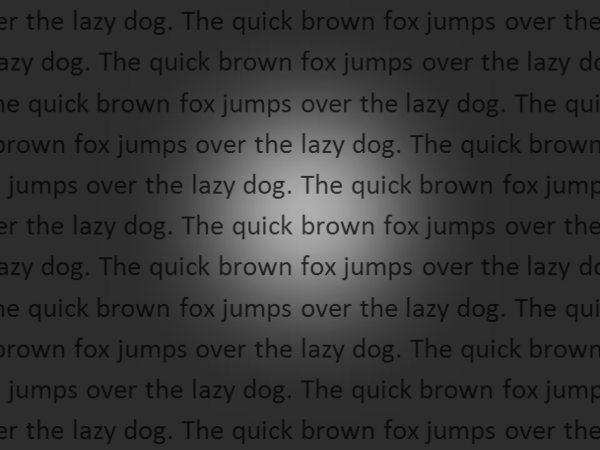 er the lazy dog. The quick brown fox jumps over the
azy dog. The quick brown fox jumps over the lazy do
he quick brown fox jumps over the lazy dog. The qui
brown fox jumps over the lazy dog. The quick brown
jumps over the lazy dog. The quick brown fox jump
er the lazy dog. The quick brown fox jumps over the
azy dog. The quick brown fox jumps over the lazy do
he quick brown fox jumps over the lazy dog. The qui
brown fox jumps over the lazy dog. The quick brown
jumps over the lazy dog. The quick brown fox jump
er the lazy dog. The quick brown fox jumps over the